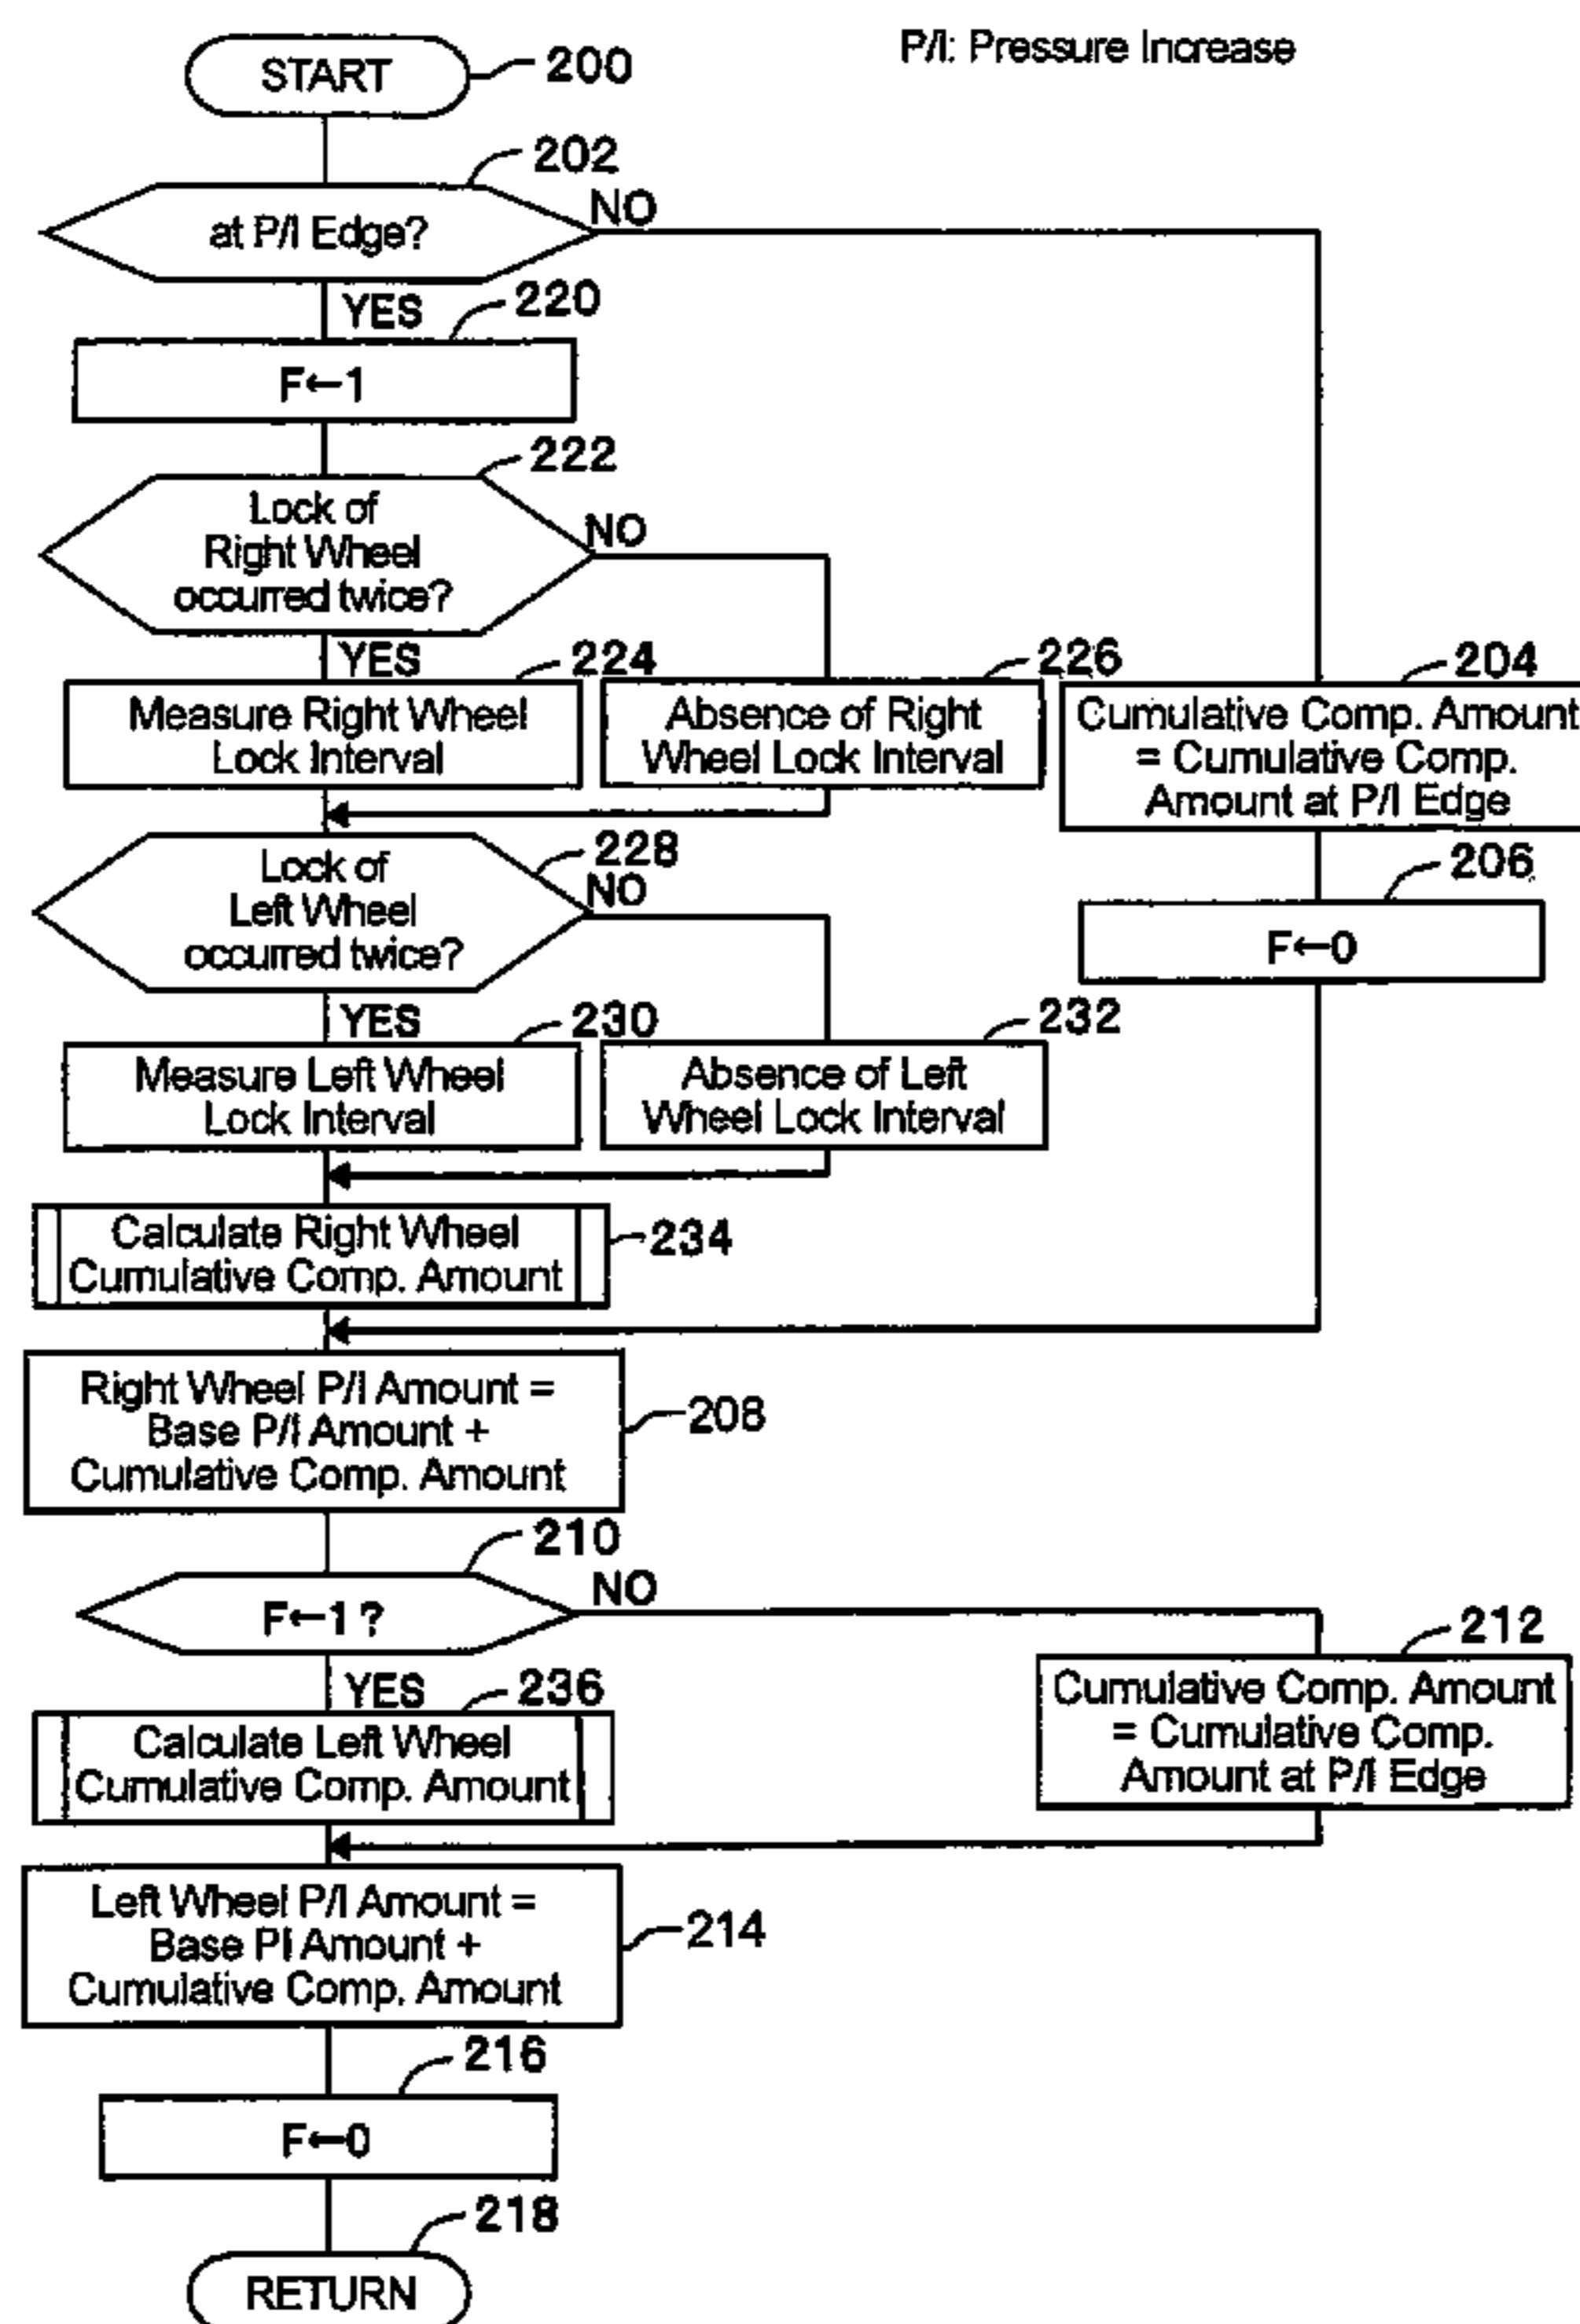 P/I: Pressure Increase
START
200
202
at P/I Edge?
NO
YES
220
F←1
222
Lock of
Right Wheel
occurred twice?
NO
YES
224
Measure Right Wheel
Lock Interval
226
Absence of Right
Wheel Lock Interval
204
Cumulative Comp. Amount
= Cumulative Comp.
Amount at P/I Edge
206
F←0
228
Lock of
Left Wheel
occurred twice?
NO
YES
230
Measure Left Wheel
Lock Interval
232
Absence of Left
Wheel Lock Interval
Calculate Right Wheel
Cumulative Comp. Amount
234
Right Wheel P/I Amount =
Base P/I Amount +
Cumulative Comp. Amount
208
210
F←1?
NO
YES
212
Cumulative Comp. Amount
= Cumulative Comp.
Amount at P/I Edge
236
Calculate Left Wheel
Cumulative Comp. Amount
Left Wheel P/I Amount =
Base PI Amount +
Cumulative Comp. Amount
214
216
F←0
218
RETURN